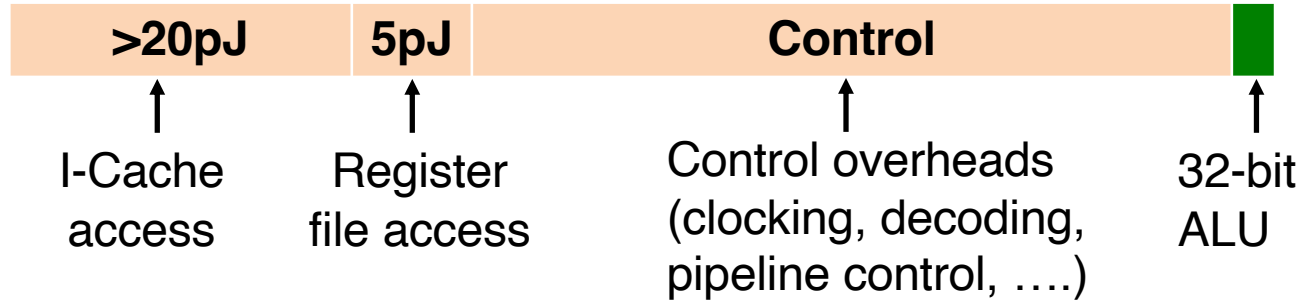 >20pJ 5pJ Control
I-Cache
access
Register
file access
Control overheads
(clocking, decoding,
pipeline control, ….)
32-bit
ALU